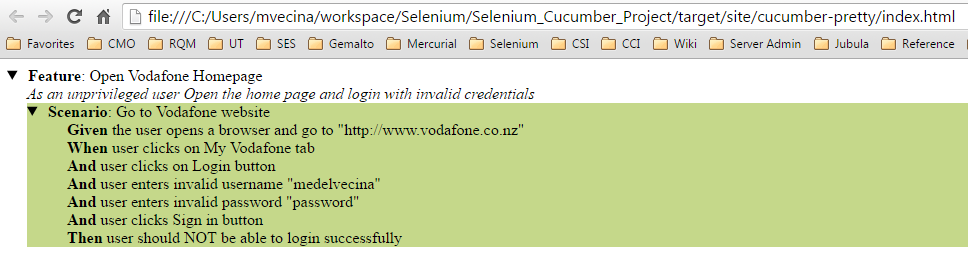 file:///C:/Users/mvecina/workspace/Selenium/Selenium_Cucumber_Project/target/site/cucumber-pretty/index.html
Favorites CMO RQM UT SES Gemalto Mercurial Selenium CSI CCI Wiki Server Admin Jubula Reference
Feature: Open Vodafone Homepage
As an unprivileged user Open the home page and login with invalid credentials
Scenario: Go to Vodafone website
Given the user opens a browser and go to "http://www.vodafone.co.nz"
When user clicks on My Vodafone tab
And user clicks on Login button
And user enters invalid username "medelvecina"
And user enters invalid password "password"
And user clicks Sign in button
Then user should NOT be able to login successfully